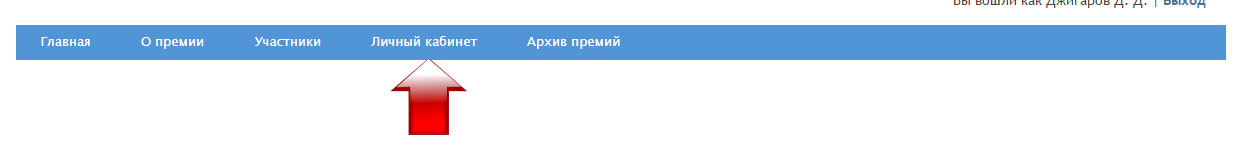 Вы вошли как Джигаров Д. Д. | Выход
Главная О премии Участники Личный кабинет Архив премий